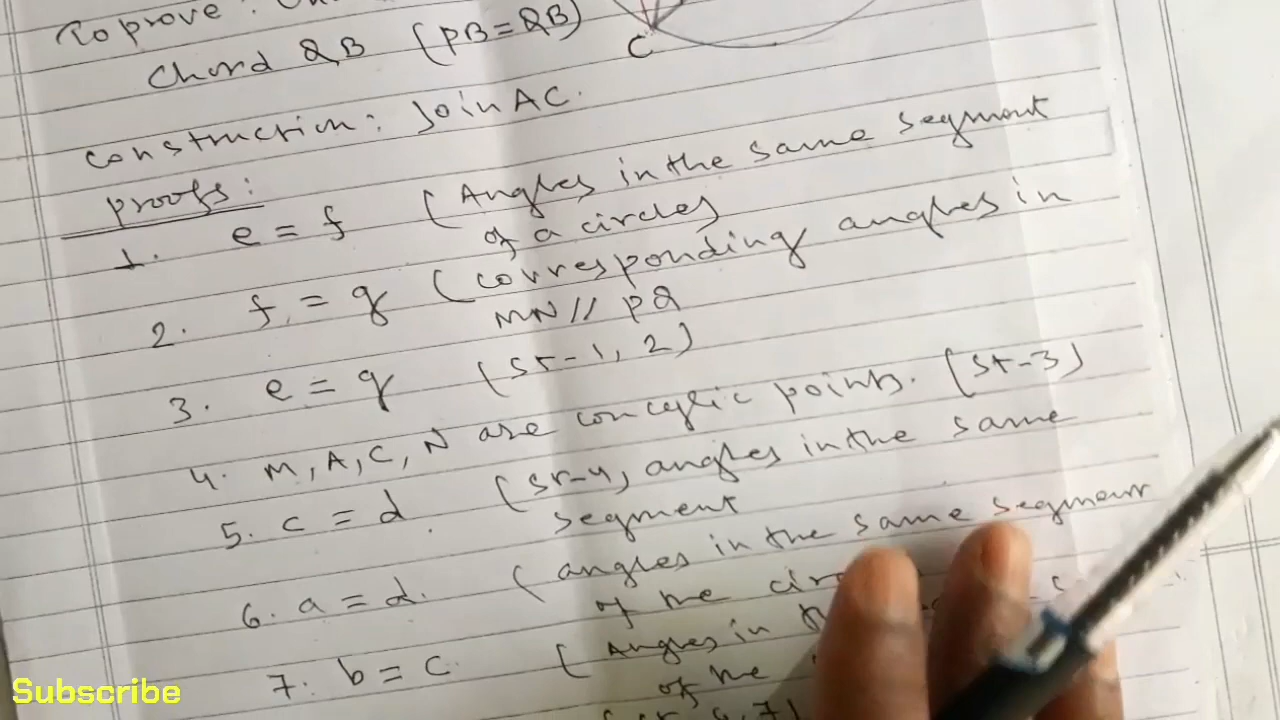 To prove:
Chord QB (PB=QB)
C
construction: Join AC.
proofs:
1. e = f (Angles in the same segment
of a circles
2. f = g (corresponding angles in
MN // PQ
3. e = g (St-1, 2)
4. M, A, C, N are concyclic points. (St-3)
5. c = d. (St-4, angles in the same
segment
6. a = d. (angles in the same segment
of the
7. b = c. (Angles in
of the
Subscribe